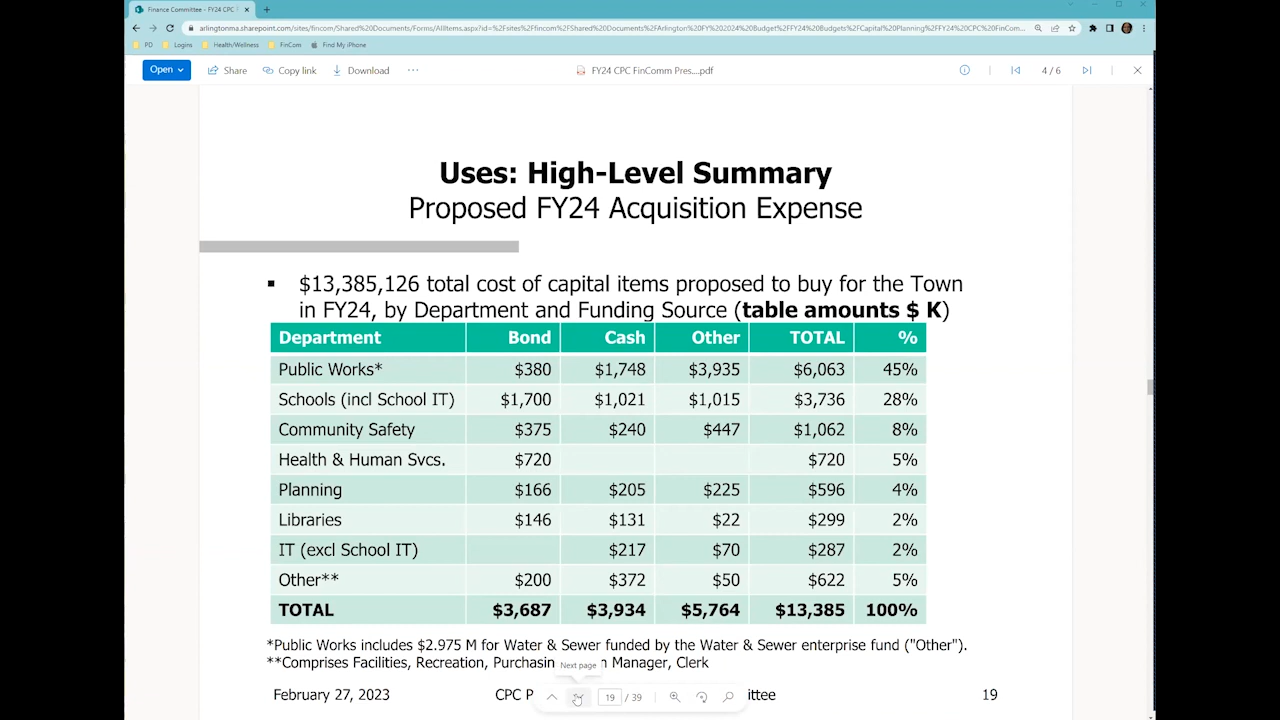 Finance Committee - FY24 CPC F
arlingtonma.sharepoint.com/sites/fincom/Shared%20Documents/Forms/AllItems.aspx?id=%2Fsites%2Ffincom%2FShared%20Documents%2FArlington%20FY%202024%20Budget%2FFY24%20Budgets%2FCapital%20Planning%2FFY24%20CPC%20FinCom...
PD Logins Health/Wellness FinCom Find My iPhone
Open Share Copy link Download ... FY24 CPC FinComm Pres....pdf 4 / 6
Uses: High-Level Summary
Proposed FY24 Acquisition Expense
▪ $13,385,126 total cost of capital items proposed to buy for the Town
in FY24, by Department and Funding Source (table amounts $ K)
Department Bond Cash Other TOTAL %
Public Works* $380 $1,748 $3,935 $6,063 45%
Schools (incl School IT) $1,700 $1,021 $1,015 $3,736 28%
Community Safety $375 $240 $447 $1,062 8%
Health & Human Svcs. $720 $720 5%
Planning $166 $205 $225 $596 4%
Libraries $146 $131 $22 $299 2%
IT (excl School IT) $217 $70 $287 2%
Other** $200 $372 $50 $622 5%
TOTAL $3,687 $3,934 $5,764 $13,385 100%
*Public Works includes $2.975 M for Water & Sewer funded by the Water & Sewer enterprise fund ("Other").
**Comprises Facilities, Recreation, Purchasin n Manager, Clerk
Next page
February 27, 2023 CPC P ittee 19
19 / 39